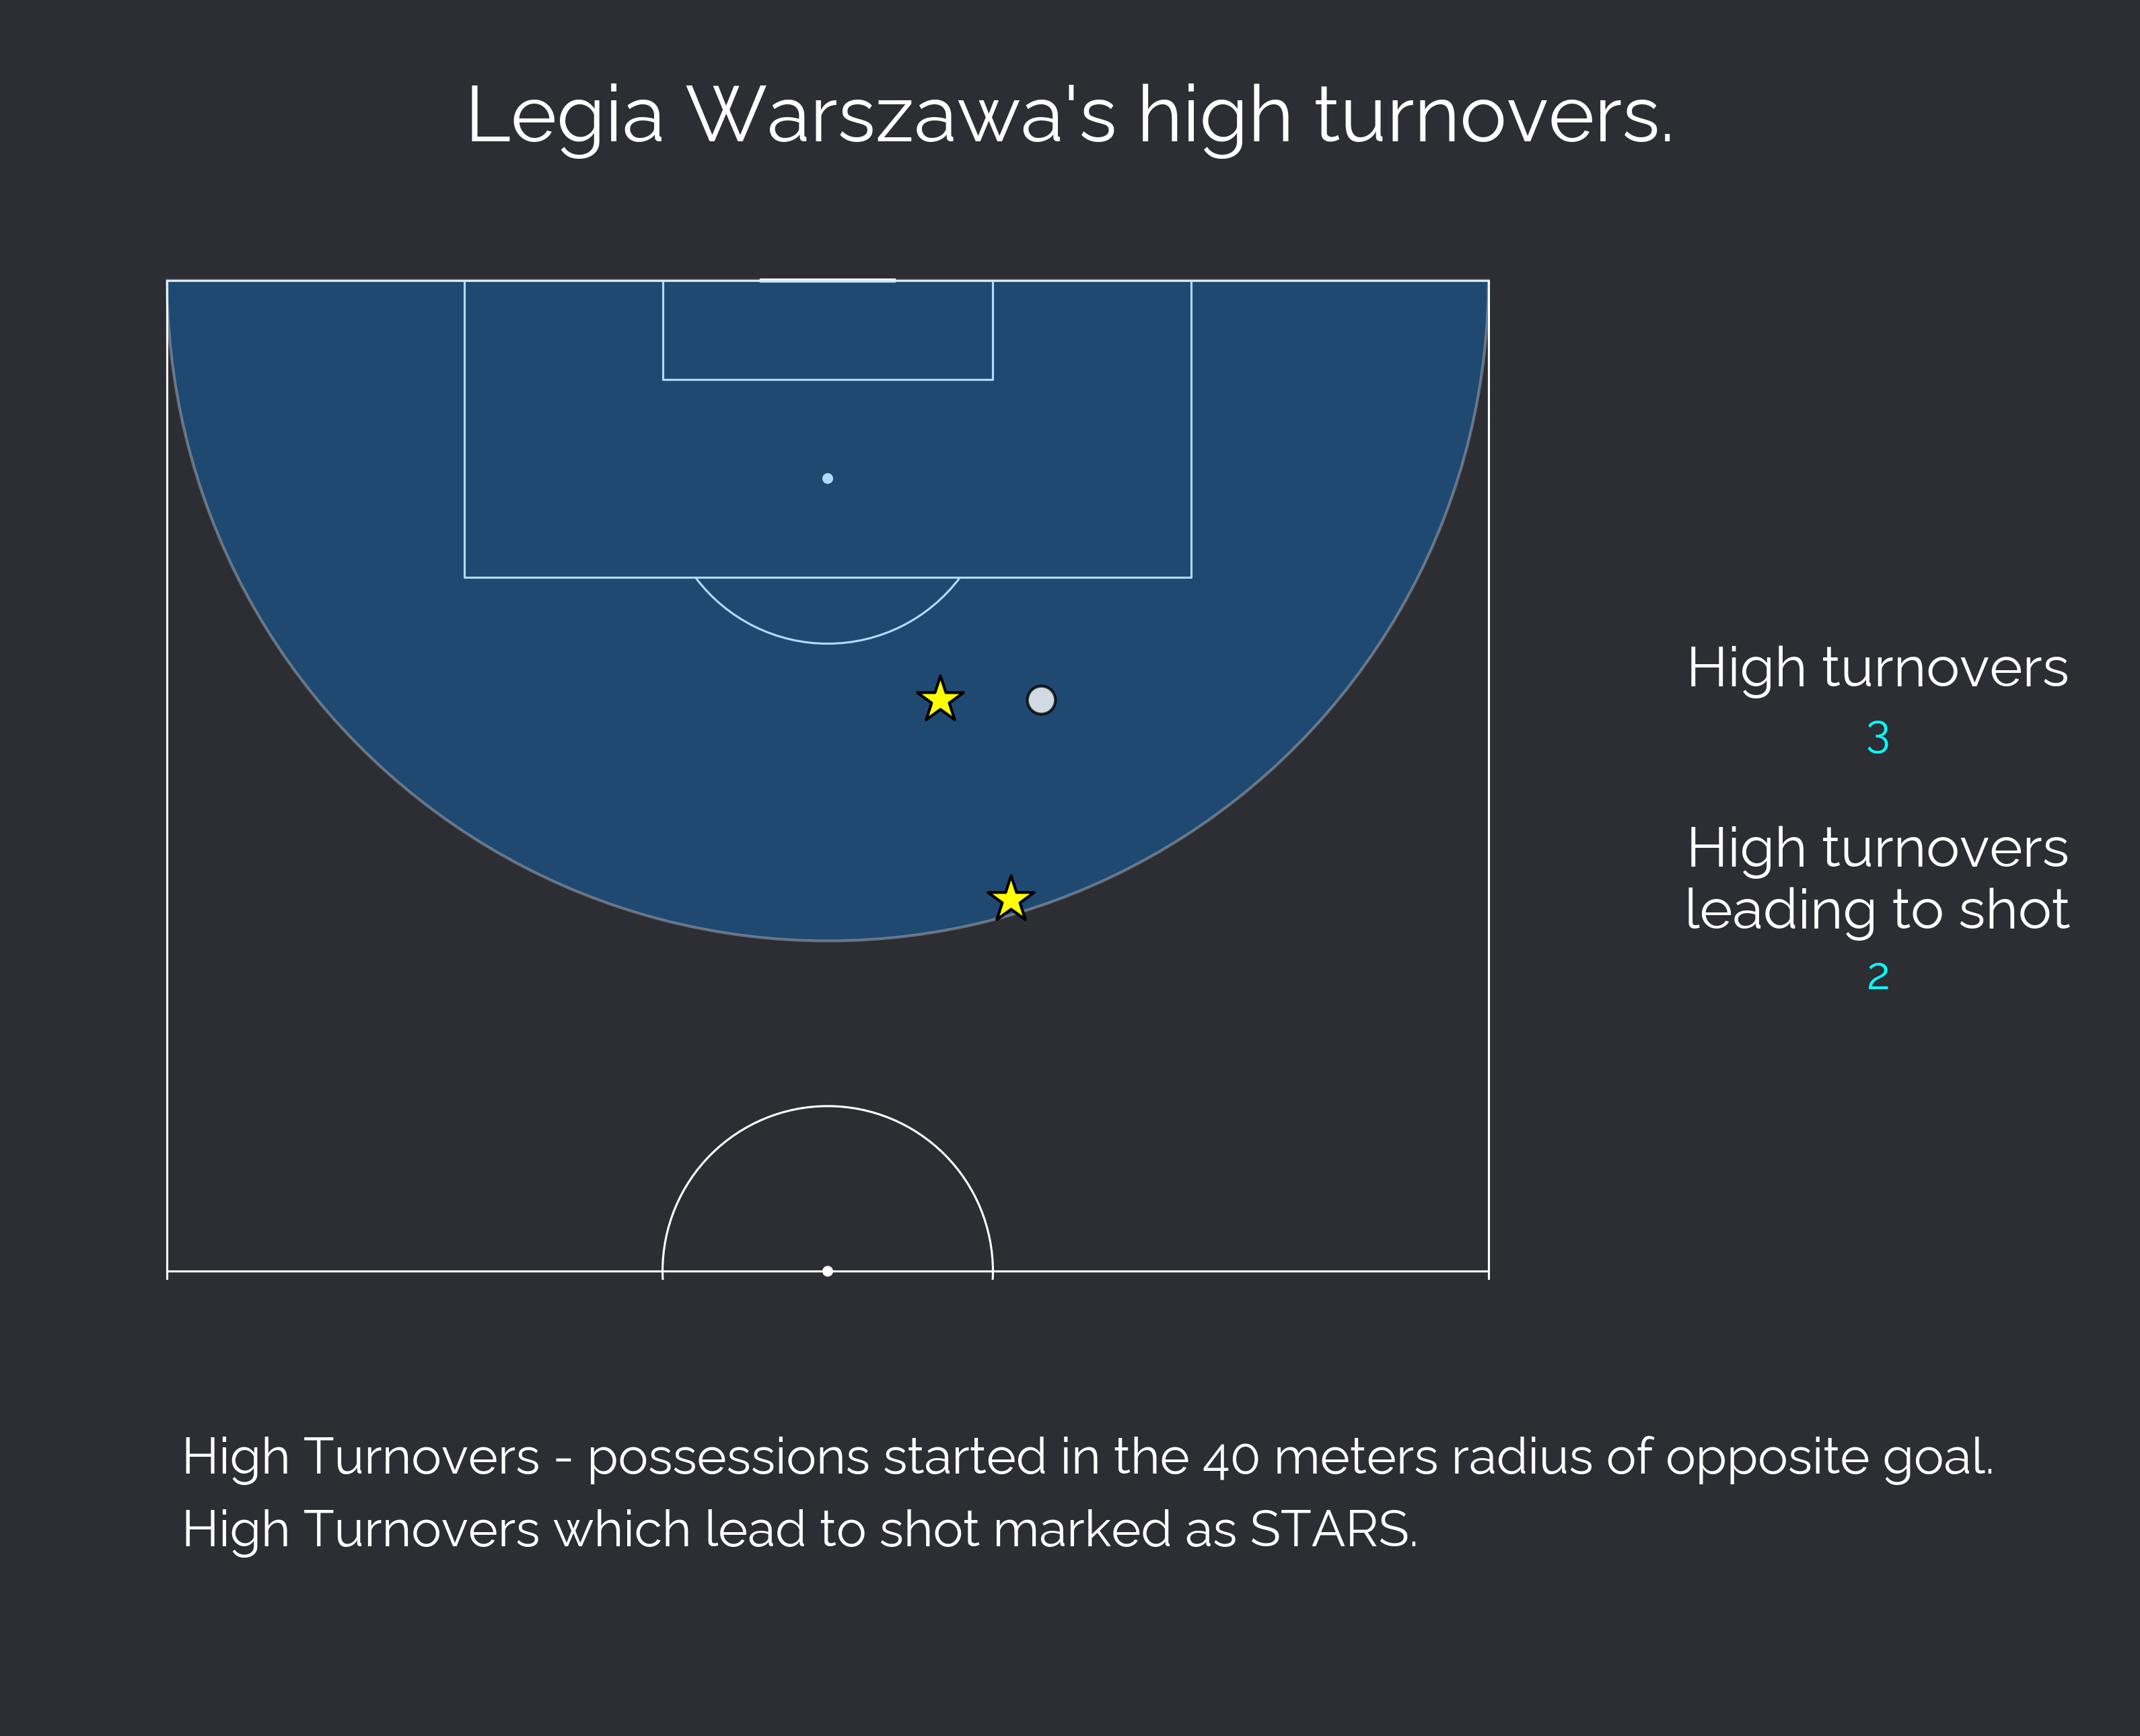 Legia Warszawa's high turnovers.
High turnovers
3
High turnovers
leading to shot
2
High Turnovers - possessions started in the 40 meters radius of opposite goal.
High Turnovers which lead to shot marked as STARS.